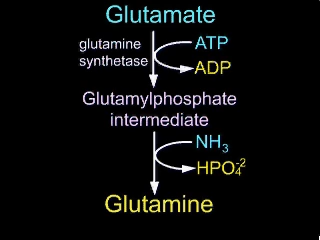 Glutamate
glutamine
synthetase
ATP
ADP
Glutamylphosphate
intermediate
NH3
HPO4-2
Glutamine